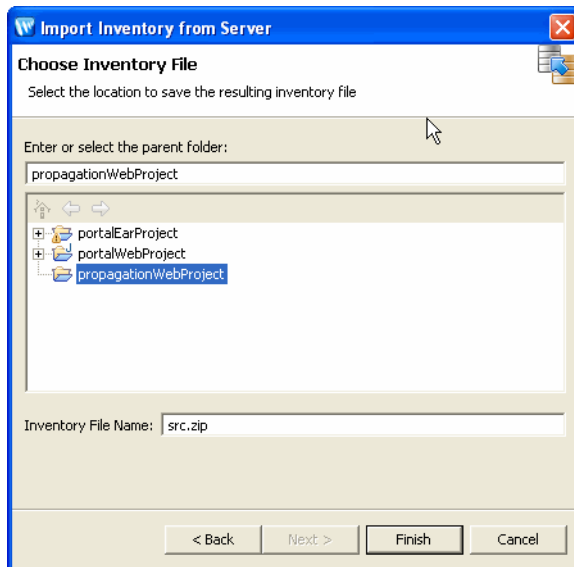 Import Inventory from Server
Choose Inventory File
Select the location to save the resulting inventory file
Enter or select the parent folder:
propagationWebProject
portalEarProject
portalWebProject
propagationWebProject
Inventory File Name: src.zip
< Back Next > Finish Cancel